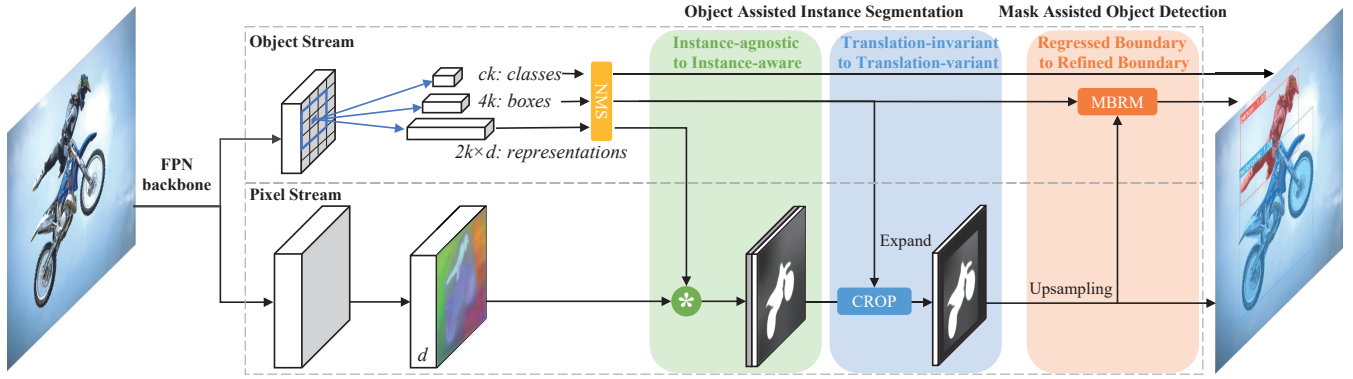 Object Assisted Instance Segmentation
Mask Assisted Object Detection
Object Stream
Instance-agnostic
to Instance-aware
Translation-invariant
to Translation-variant
Regressed Boundary
to Refined Boundary
ck: classes
4k: boxes
2k×d: representations
NMS
MBRM
FPN
backbone
Pixel Stream
d
*
Expand
CROP
Upsampling